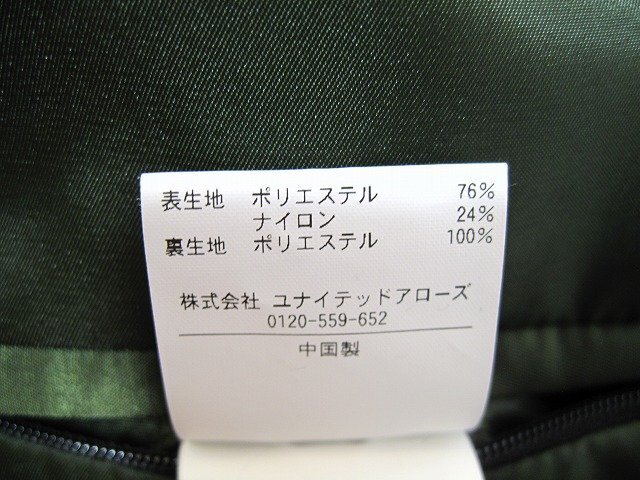 表生地 ポリエステル 76%
ナイロン 24%
裏生地 ポリエステル 100%
株式会社 ユナイテッドアローズ
0120-559-652
中国製